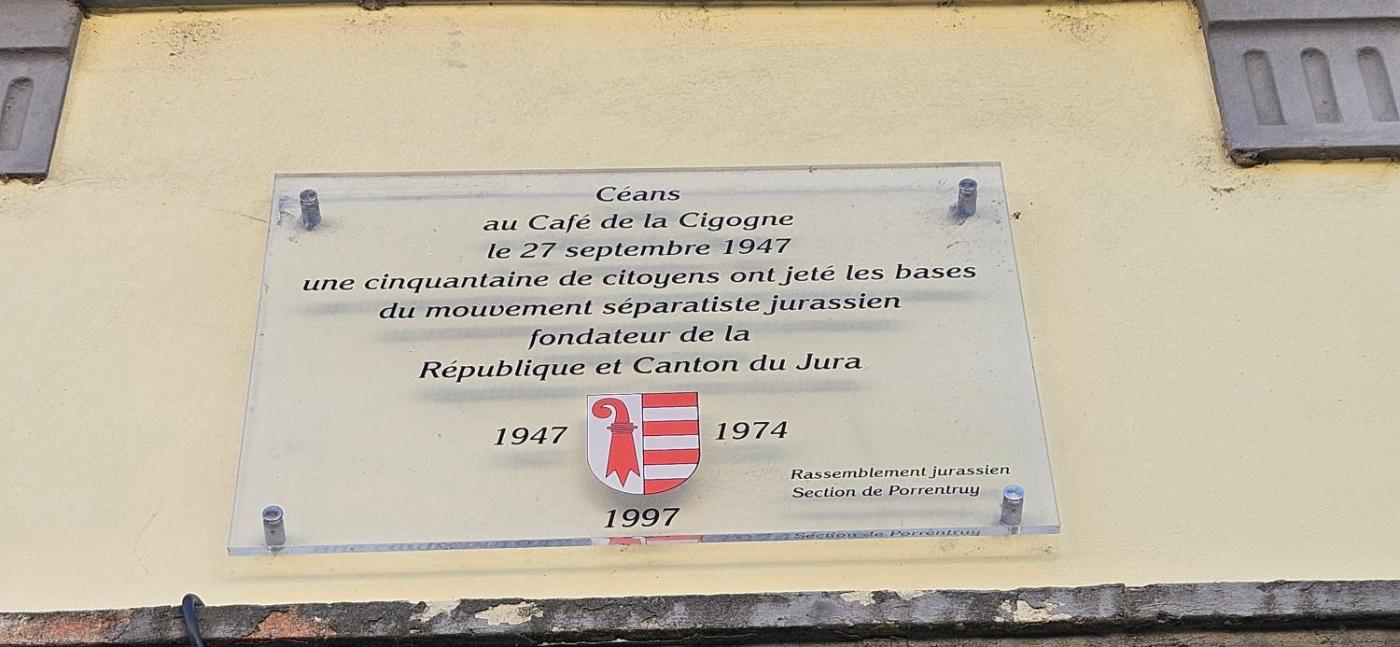 Céans
au Café de la Cigogne
le 27 septembre 1947
une cinquantaine de citoyens ont jeté les bases
du mouvement séparatiste jurassien
fondateur de la
République et Canton du Jura
1947 1974
1997
Rassemblement jurassien
Section de Porrentruy